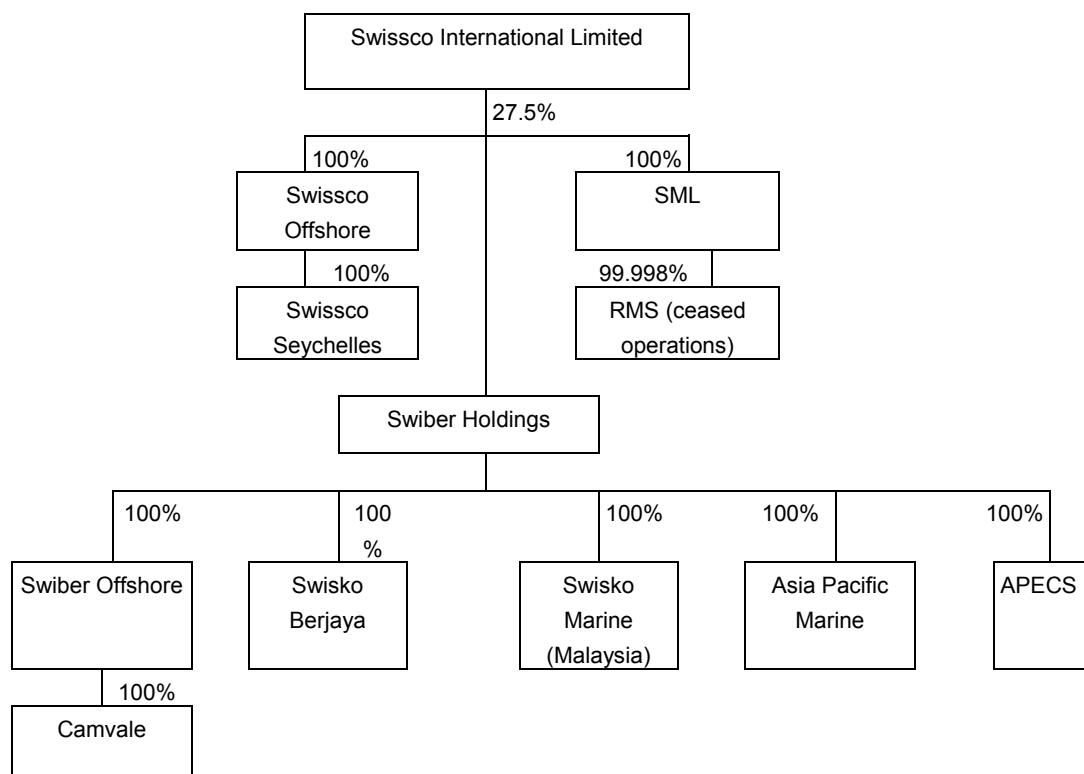 Swissco International Limited
27.5%
100%
100%
Swissco
Offshore
SML
100%
99.998%
Swissco
Seychelles
RMS (ceased
operations)
Swiber Holdings
100%
100
%
100%
100%
100%
Swiber Offshore
Swisko
Berjaya
Swisko
Marine
(Malaysia)
Asia Pacific
Marine
APECS
100%
Camvale